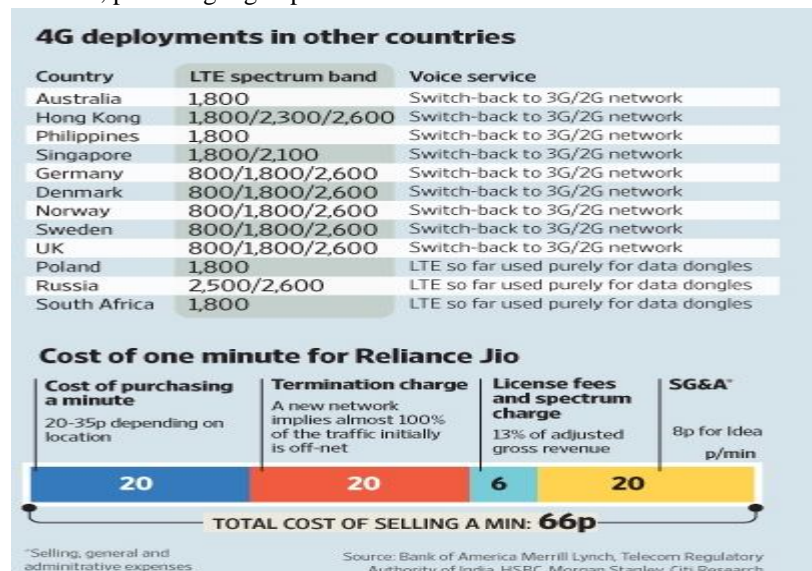 4G deployments in other countries
Country LTE spectrum band Voice service
Australia 1,800 Switch-back to 3G/2G network
Hong Kong 1,800/2,300/2,600 Switch-back to 3G/2G network
Philippines 1,800 Switch-back to 3G/2G network
Singapore 1,800/2,100 Switch-back to 3G/2G network
Germany 800/1,800/2,600 Switch-back to 3G/2G network
Denmark 800/1,800/2,600 Switch-back to 3G/2G network
Norway 800/1,800/2,600 Switch-back to 3G/2G network
Sweden 800/1,800/2,600 Switch-back to 3G/2G network
UK 800/1,800/2,600 Switch-back to 3G/2G network
Poland 1,800 LTE so far used purely for data dongles
Russia 2,500/2,600 LTE so far used purely for data dongles
South Africa 1,800 LTE so far used purely for data dongles
Cost of one minute for Reliance Jio
Cost of purchasing
a minute
20-35p depending on
location
Termination charge
A new network
implies almost 100%
of the traffic initially
is off-net
License fees
and spectrum
charge
13% of adjusted
gross revenue
SG&A*
8p for Idea
p/min
20 20 6 20
TOTAL COST OF SELLING A MIN: 66p
*Selling, general and
adminitrative expenses
Source: Bank of America Merrill Lynch, Telecom Regulatory
Authority of India, HSBC, Morgan Stanley, Citi Research